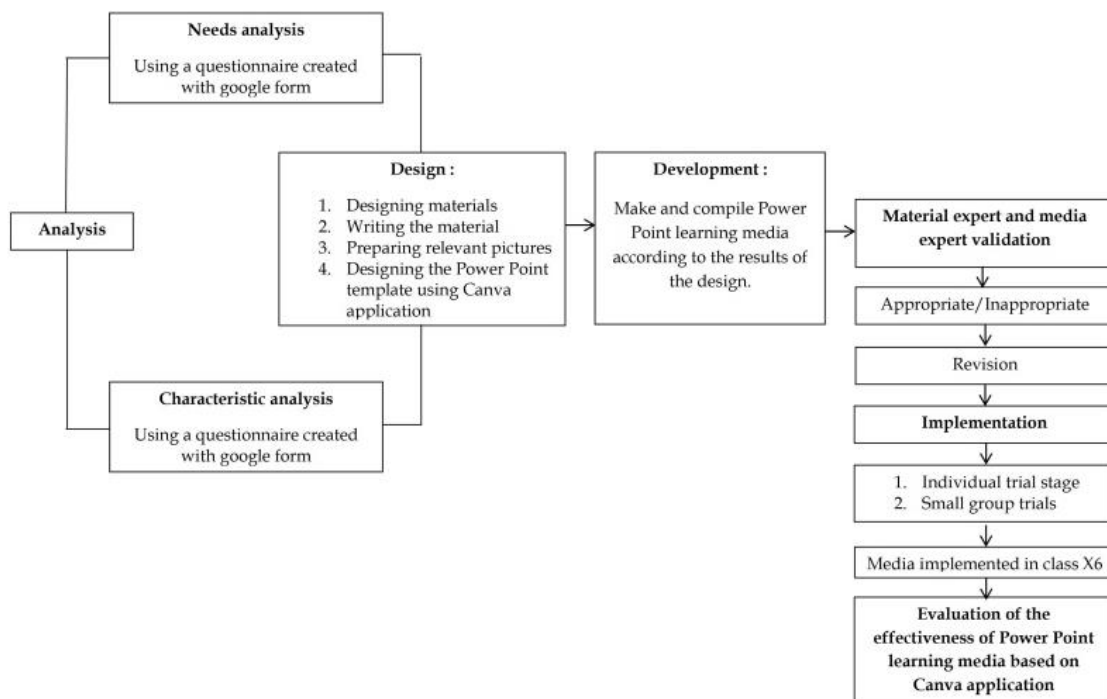 Needs analysis
Using a questionnaire created
with google form
Analysis
Characteristic analysis
Using a questionnaire created
with google form
Design :
1. Designing materials
2. Writing the material
3. Preparing relevant pictures
4. Designing the Power Point
template using Canva
application
Development :
Make and compile Power
Point learning media
according to the results of
the design.
Material expert and media
expert validation
Appropriate/Inappropriate
Revision
Implementation
1. Individual trial stage
2. Small group trials
Media implemented in class X6
Evaluation of the
effectiveness of Power Point
learning media based on
Canva application